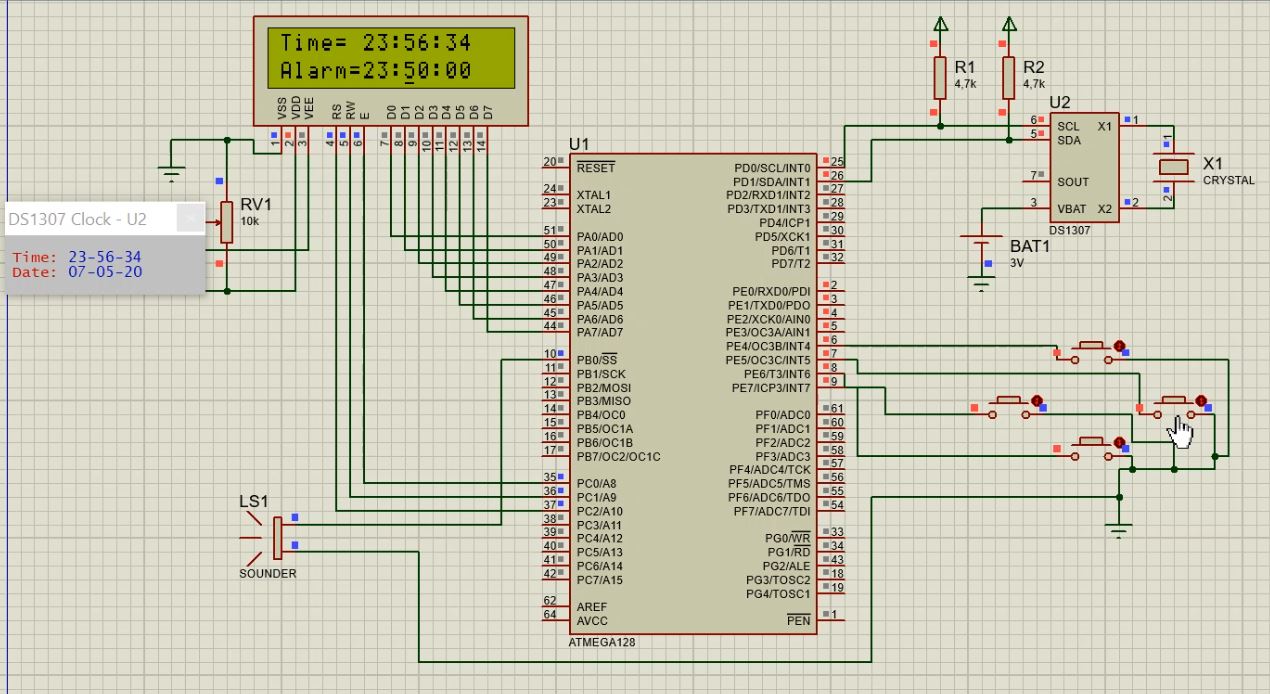 Time= 23:56:34
Alarm=23:50:00
VSS
VDD
VEE
RS
RW
E
D0
D1
D2
D3
D4
D5
D6
D7
1
2
3
4
5
6
7
8
9
10
11
12
13
14
RV1
10k
DS1307 Clock - U2
Time: 23-56-34
Date: 07-05-20
LS1
SOUNDER
U1
20 RESET
24 XTAL1
23 XTAL2
51 PA0/AD0
50 PA1/AD1
49 PA2/AD2
48 PA3/AD3
47 PA4/AD4
46 PA5/AD5
45 PA6/AD6
44 PA7/AD7
10 PB0/SS
11 PB1/SCK
12 PB2/MOSI
13 PB3/MISO
14 PB4/OC0
15 PB5/OC1A
16 PB6/OC1B
17 PB7/OC2/OC1C
35 PC0/A8
36 PC1/A9
37 PC2/A10
38 PC3/A11
39 PC4/A12
40 PC5/A13
41 PC6/A14
42 PC7/A15
62 AREF
64 AVCC
PD0/SCL/INT0 25
PD1/SDA/INT1 26
PD2/RXD1/INT2 27
PD3/TXD1/INT3 28
PD4/ICP1 29
PD5/XCK1 30
PD6/T1 31
PD7/T2 32
PE0/RXD0/PDI 2
PE1/TXD0/PDO 3
PE2/XCK0/AIN0 4
PE3/OC3A/AIN1 5
PE4/OC3B/INT4 6
PE5/OC3C/INT5 7
PE6/T3/INT6 8
PE7/ICP3/INT7 9
PF0/ADC0 61
PF1/ADC1 60
PF2/ADC2 59
PF3/ADC3 58
PF4/ADC4/TCK 57
PF5/ADC5/TMS 56
PF6/ADC6/TDO 55
PF7/ADC7/TDI 54
PG0/WR 33
PG1/RD 34
PG2/ALE 43
PG3/TOSC2 18
PG4/TOSC1 19
PEN 1
ATMEGA128
R1
4,7k
R2
4,7k
U2
6 SCL X1 1
5 SDA
7 SOUT
3 VBAT X2 2
DS1307
1
2
X1
CRYSTAL
BAT1
3V